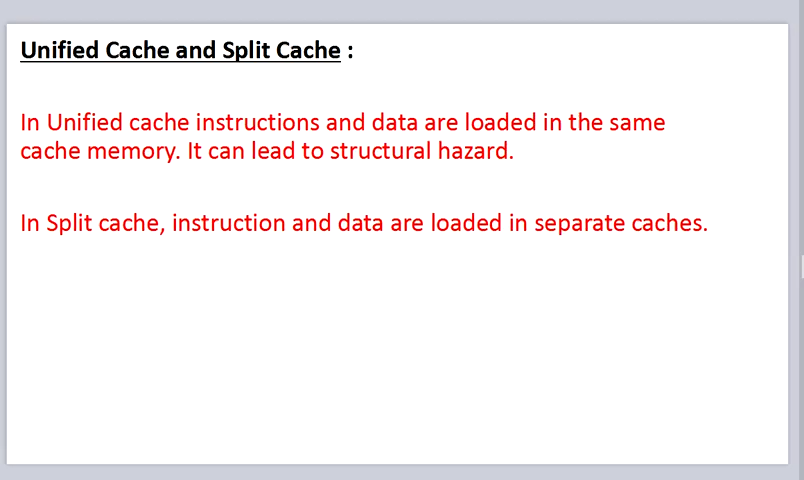 Unified Cache and Split Cache :
In Unified cache instructions and data are loaded in the same
cache memory. It can lead to structural hazard.
In Split cache, instruction and data are loaded in separate caches.